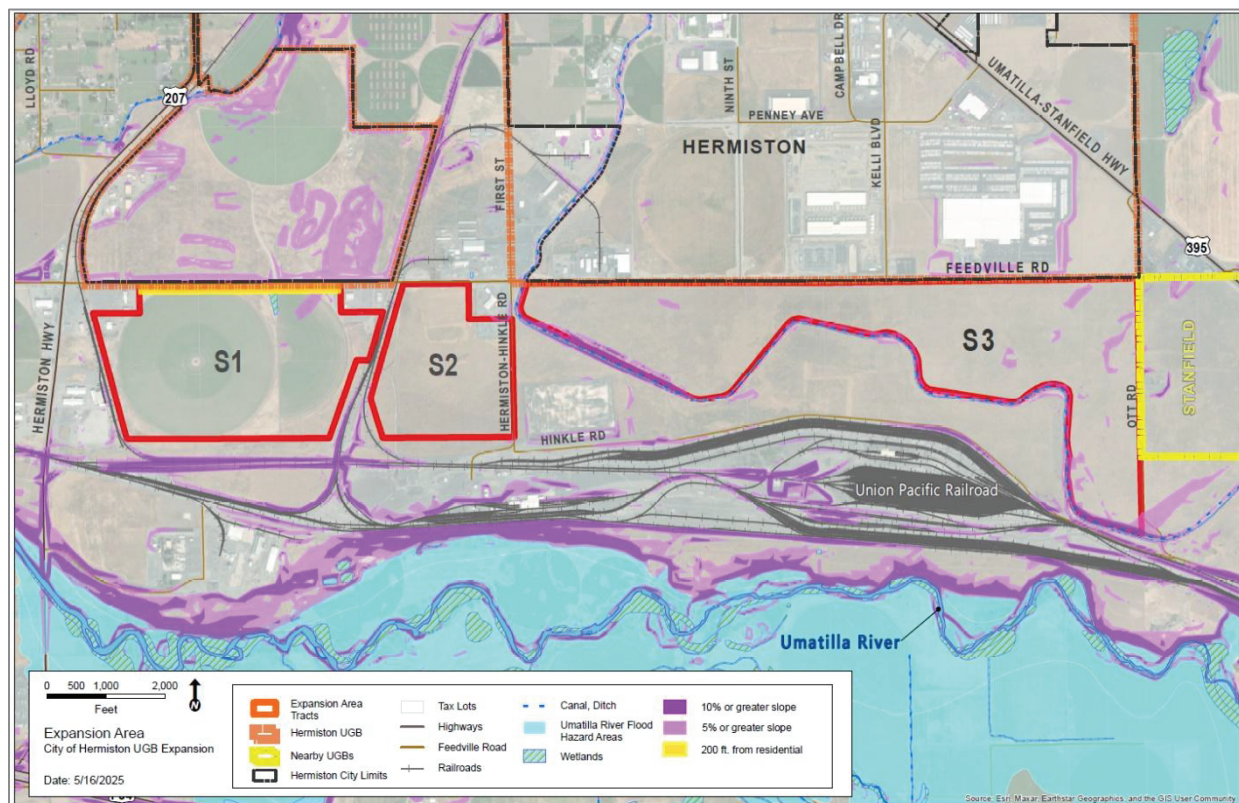 LLOYD RD
207
FIRST ST
NINTH ST
CAMPBELL DR
PENNEY AVE
KELLI BLVD
HERMISTON
UMATILLA-STANFIELD HWY
395
FEEDVILLE RD
HERMISTON HWY
S1
S2
HERMISTON-HINKLE RD
S3
OTT RD
STANFIELD
HINKLE RD
Union Pacific Railroad
Umatilla River
0 500 1,000 2,000
Feet
N
Expansion Area
City of Hermiston UGB Expansion
Date: 5/16/2025
Expansion Area
Tracts
Hermiston UGB
Nearby UGBs
Hermiston City Limits
Tax Lots
Highways
Feedville Road
Railroads
Canal, Ditch
Umatilla River Flood
Hazard Areas
Wetlands
10% or greater slope
5% or greater slope
200 ft. from residential
Source: Esri, Maxar, Earthstar Geographics, and the GIS User Community